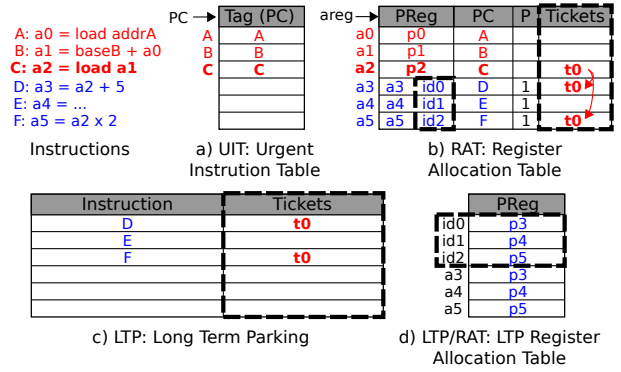 PC
Tag (PC)
areg
PReg PC P Tickets
A: a0 = load addrA
B: a1 = baseB + a0
C: a2 = load a1
D: a3 = a2 + 5
E: a4 = ...
F: a5 = a2 x 2
Instructions
A A
B B
C C
a) UIT: Urgent
Instrution Table
a0 p0 A
a1 p1 B
a2 p2 C t0
a3 a3 id0 D 1 t0
a4 a4 id1 E 1
a5 a5 id2 F 1 t0
b) RAT: Register
Allocation Table
Instruction Tickets
D t0
E
F t0
c) LTP: Long Term Parking
PReg
id0 p3
id1 p4
id2 p5
a3 p3
a4 p4
a5 p5
d) LTP/RAT: LTP Register
Allocation Table